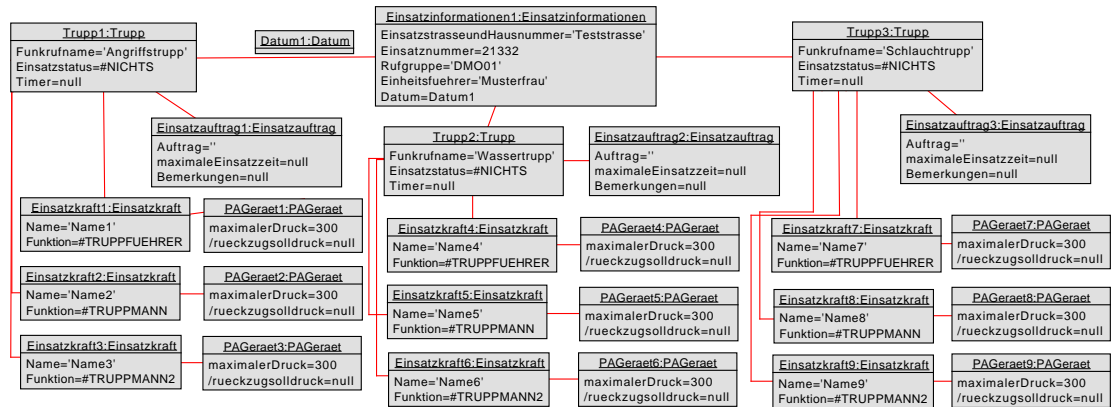 Trupp1:Trupp
Funkrufname='Angriffstrupp'
Einsatzstatus=#NICHTS
Timer=null
Datum1:Datum
Einsatzinformationen1:Einsatzinformationen
EinsatzstrasseundHausnummer='Teststrasse'
Einsatznummer=21332
Rufgruppe='DMO01'
Einheitsfuehrer='Musterfrau'
Datum=Datum1
Trupp3:Trupp
Funkrufname='Schlauchtrupp'
Einsatzstatus=#NICHTS
Timer=null
Einsatzauftrag1:Einsatzauftrag
Auftrag=''
maximaleEinsatzzeit=null
Bemerkungen=null
Trupp2:Trupp
Funkrufname='Wassertrupp'
Einsatzstatus=#NICHTS
Timer=null
Einsatzauftrag2:Einsatzauftrag
Auftrag=''
maximaleEinsatzzeit=null
Bemerkungen=null
Einsatzauftrag3:Einsatzauftrag
Auftrag=''
maximaleEinsatzzeit=null
Bemerkungen=null
Einsatzkraft1:Einsatzkraft
Name='Name1'
Funktion=#TRUPPFUEHRER
PAGeraet1:PAGeraet
maximalerDruck=300
/rueckzugsolldruck=null
Einsatzkraft4:Einsatzkraft
Name='Name4'
Funktion=#TRUPPFUEHRER
PAGeraet4:PAGeraet
maximalerDruck=300
/rueckzugsolldruck=null
Einsatzkraft7:Einsatzkraft
Name='Name7'
Funktion=#TRUPPFUEHRER
PAGeraet7:PAGeraet
maximalerDruck=300
/rueckzugsolldruck=null
Einsatzkraft2:Einsatzkraft
Name='Name2'
Funktion=#TRUPPMANN
PAGeraet2:PAGeraet
maximalerDruck=300
/rueckzugsolldruck=null
Einsatzkraft5:Einsatzkraft
Name='Name5'
Funktion=#TRUPPMANN
PAGeraet5:PAGeraet
maximalerDruck=300
/rueckzugsolldruck=null
Einsatzkraft8:Einsatzkraft
Name='Name8'
Funktion=#TRUPPMANN
PAGeraet8:PAGeraet
maximalerDruck=300
/rueckzugsolldruck=null
Einsatzkraft3:Einsatzkraft
Name='Name3'
Funktion=#TRUPPMANN2
PAGeraet3:PAGeraet
maximalerDruck=300
/rueckzugsolldruck=null
Einsatzkraft6:Einsatzkraft
Name='Name6'
Funktion=#TRUPPMANN2
PAGeraet6:PAGeraet
maximalerDruck=300
/rueckzugsolldruck=null
Einsatzkraft9:Einsatzkraft
Name='Name9'
Funktion=#TRUPPMANN2
PAGeraet9:PAGeraet
maximalerDruck=300
/rueckzugsolldruck=null